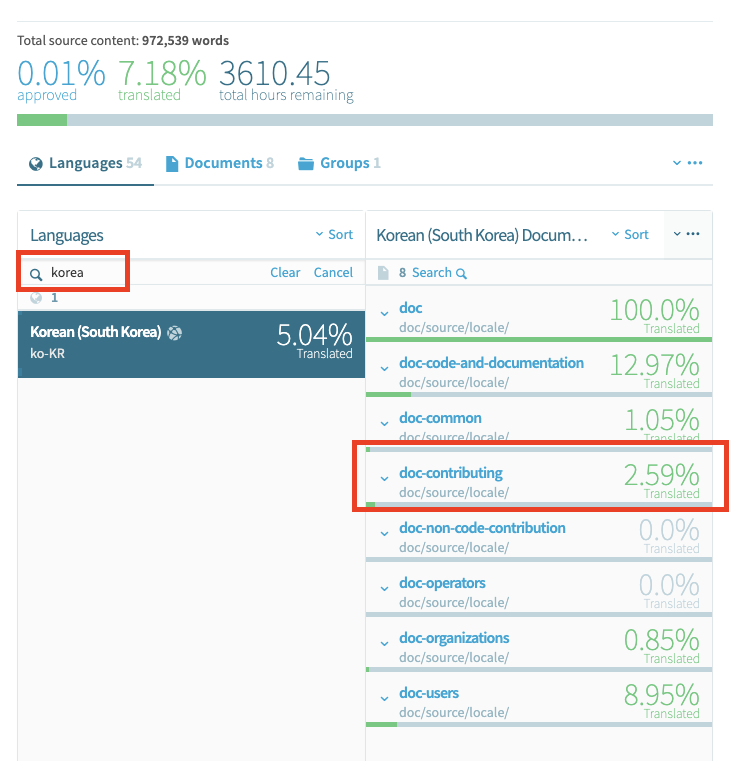 Total source content: 972,539 words
0.01% 7.18% 3610.45
approved translated total hours remaining
Languages 54 Documents 8 Groups 1
Languages Sort
korea Clear Cancel
1
Korean (South Korea) 5.04%
ko-KR Translated
Korean (South Korea) Docum… Sort
8 Search
doc 100.0%
doc/source/locale/ Translated
doc-code-and-documentation 12.97%
doc/source/locale/ Translated
doc-common 1.05%
doc/source/locale/ Translated
doc-contributing 2.59%
doc/source/locale/ Translated
doc-non-code-contribution 0.0%
doc/source/locale/ Translated
doc-operators 0.0%
doc/source/locale/ Translated
doc-organizations 0.85%
doc/source/locale/ Translated
doc-users 8.95%
doc/source/locale/ Translated